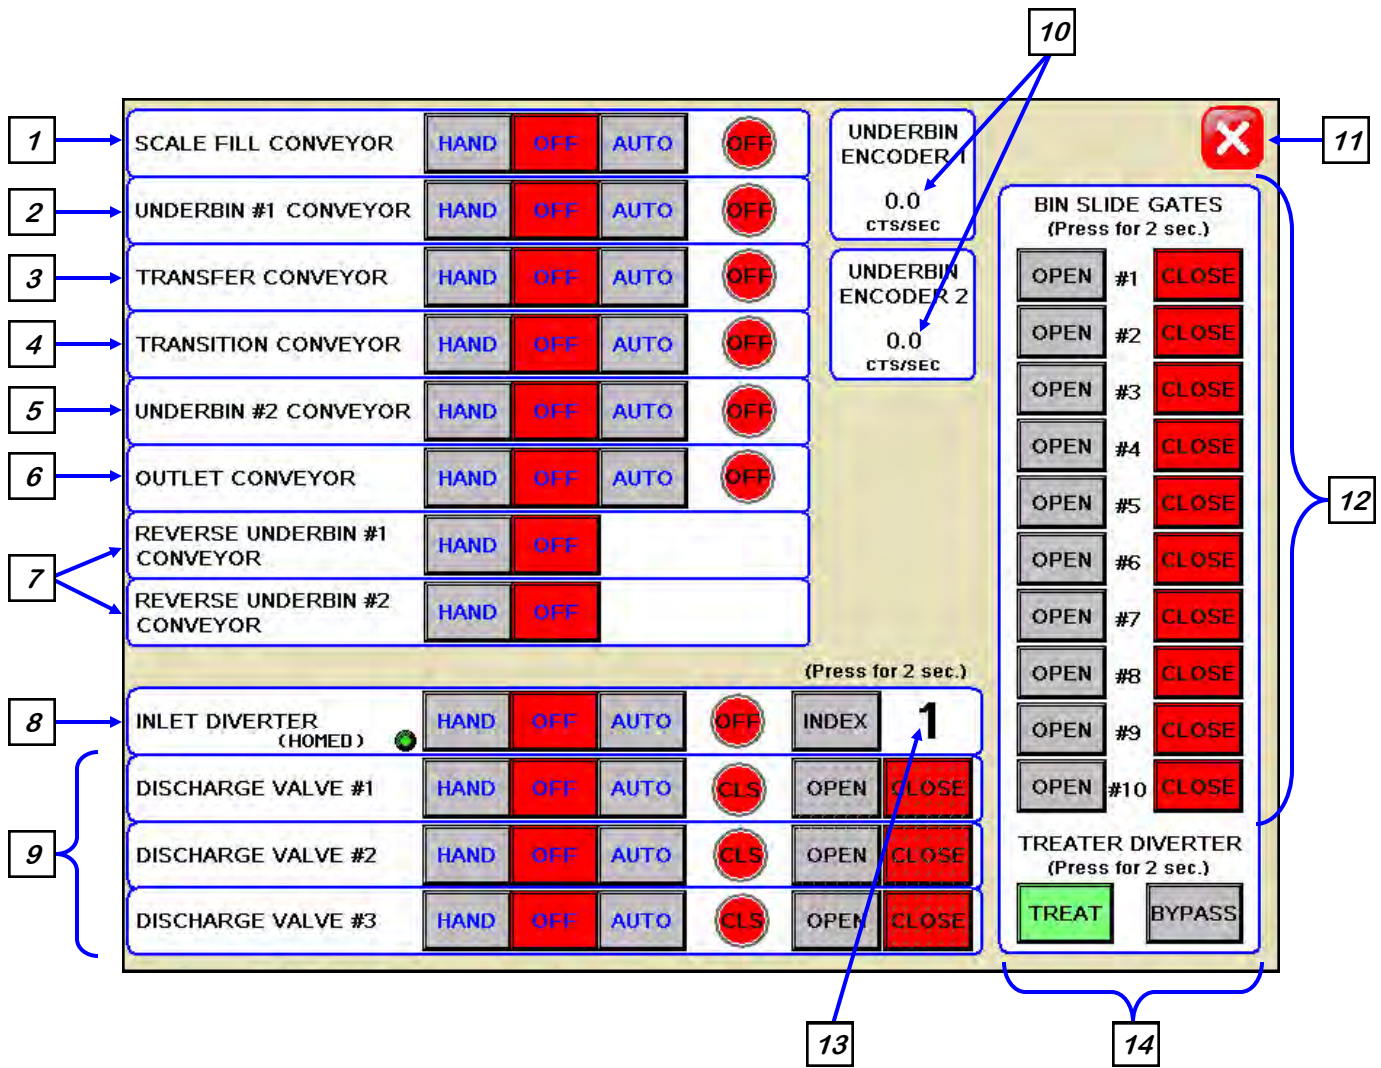 10
1
SCALE FILL CONVEYOR HAND OFF AUTO OFF
2
UNDERBIN #1 CONVEYOR HAND OFF AUTO OFF
3
TRANSFER CONVEYOR HAND OFF AUTO OFF
4
TRANSITION CONVEYOR HAND OFF AUTO OFF
5
UNDERBIN #2 CONVEYOR HAND OFF AUTO OFF
6
OUTLET CONVEYOR HAND OFF AUTO OFF
7
REVERSE UNDERBIN #1
CONVEYOR
HAND OFF
REVERSE UNDERBIN #2
CONVEYOR
HAND OFF
UNDERBIN
ENCODER 1
0.0
CTS/SEC
UNDERBIN
ENCODER 2
0.0
CTS/SEC
11
BIN SLIDE GATES
(Press for 2 sec.)
OPEN #1 CLOSE
OPEN #2 CLOSE
OPEN #3 CLOSE
OPEN #4 CLOSE
OPEN #5 CLOSE
OPEN #6 CLOSE
OPEN #7 CLOSE
OPEN #8 CLOSE
OPEN #9 CLOSE
OPEN #10 CLOSE
12
(Press for 2 sec.)
8
INLET DIVERTER
(HOMED)
HAND OFF AUTO OFF INDEX 1
9
DISCHARGE VALVE #1 HAND OFF AUTO CLS OPEN CLOSE
DISCHARGE VALVE #2 HAND OFF AUTO CLS OPEN CLOSE
DISCHARGE VALVE #3 HAND OFF AUTO CLS OPEN CLOSE
TREATER DIVERTER
(Press for 2 sec.)
TREAT BYPASS
13
14